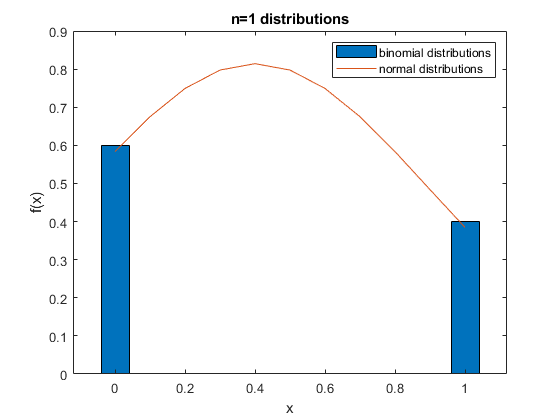 n=1 distributions
binomial distributions
normal distributions
0.9
0.8
0.7
0.6
0.5
0.4
0.3
0.2
0.1
0
f(x)
0 0.2 0.4 0.6 0.8 1
x